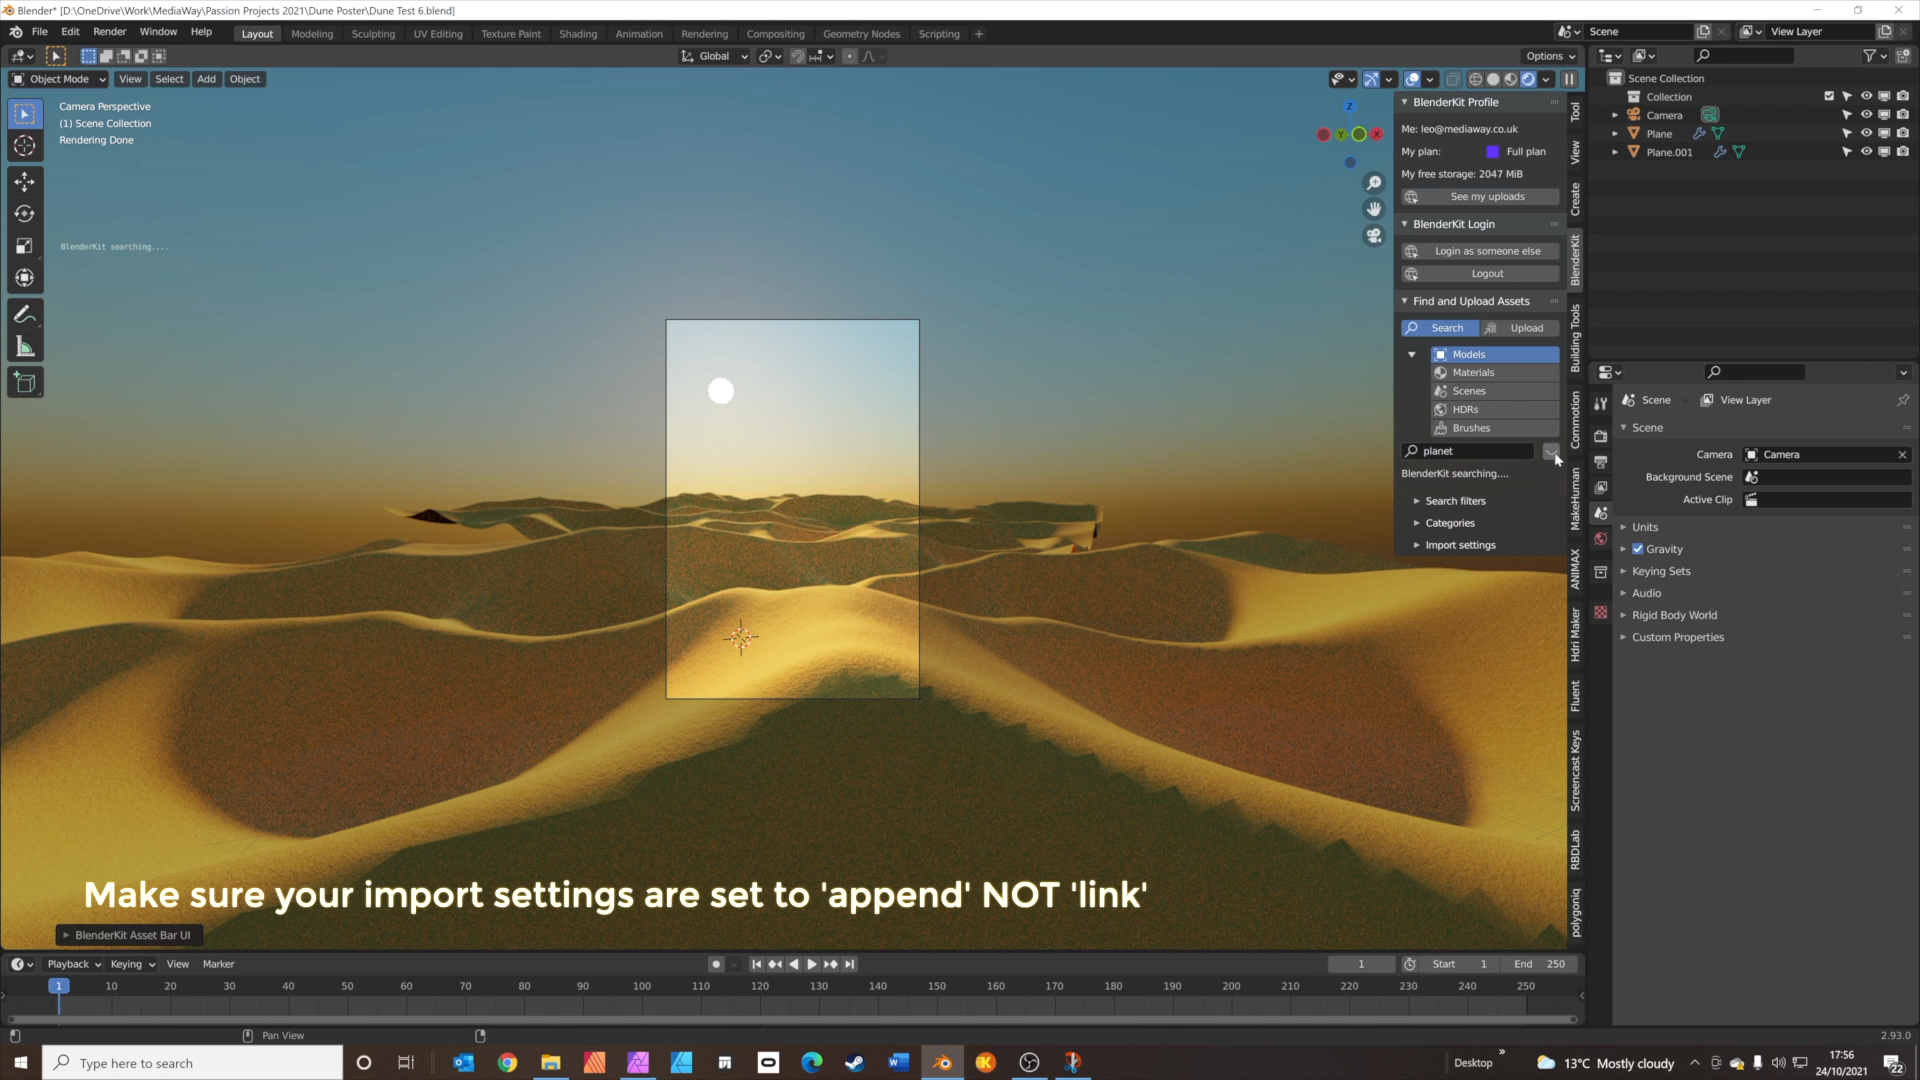 Blender* [D:\OneDrive\Work\MediaWay\Passion Projects 2021\Dune Poster\Dune Test 6.blend]
File Edit Render Window Help
Layout Modeling Sculpting UV Editing Texture Paint Shading Animation Rendering Compositing Geometry Nodes Scripting +
Scene
View Layer
Global
Options
Object Mode View Select Add Object
Camera Perspective
(1) Scene Collection
Rendering Done
BlenderKit searching....
Z
Y
X
BlenderKit Profile
Me: leo@mediaway.co.uk
My plan: Full plan
My free storage: 2047 MiB
See my uploads
BlenderKit Login
Login as someone else
Logout
Find and Upload Assets
Search Upload
Models
Materials
Scenes
HDRs
Brushes
planet
BlenderKit searching....
Search filters
Categories
Import settings
Tool
View
Create
BlenderKit
Building Tools
Commotion
MakeHuman
ANIMAX
Hdri Maker
Fluent
Screencast Keys
RBDLab
polygoniq
Scene Collection
Collection
Camera
Plane
Plane.001
Scene View Layer
Scene
Camera Camera
Background Scene
Active Clip
Units
Gravity
Keying Sets
Audio
Rigid Body World
Custom Properties
Make sure your import settings are set to 'append' NOT 'link'
BlenderKit Asset Bar UI
Playback Keying View Marker
1
Start 1 End 250
1 10 20 30 40 50 60 70 80 90 100 110 120 130 140 150 160 170 180 190 200 210 220 230 240 250
Pan View
2.93.0
Type here to search
Desktop
13°C Mostly cloudy
17:56
24/10/2021
22